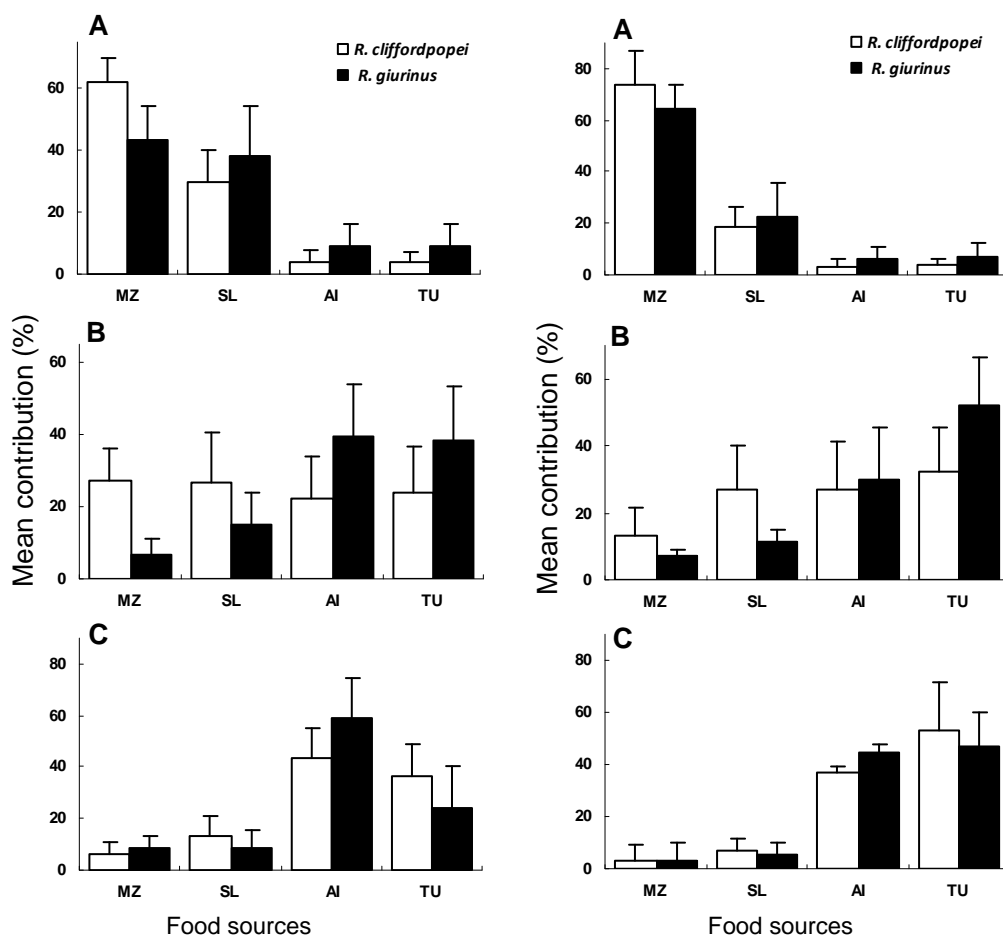 A
R. cliffordpopei
R. giurinus
60
40
20
0
MZ SL AI TU
B
60
40
20
0
MZ SL AI TU
C
80
60
40
20
0
MZ SL AI TU
Mean contribution (%)
Food sources
A
R. cliffordpopei
R. giurinus
80
60
40
20
0
MZ SL AI TU
B
60
40
20
0
MZ SL AI TU
C
80
60
40
20
0
MZ SL AI TU
Mean contribution (%)
Food sources